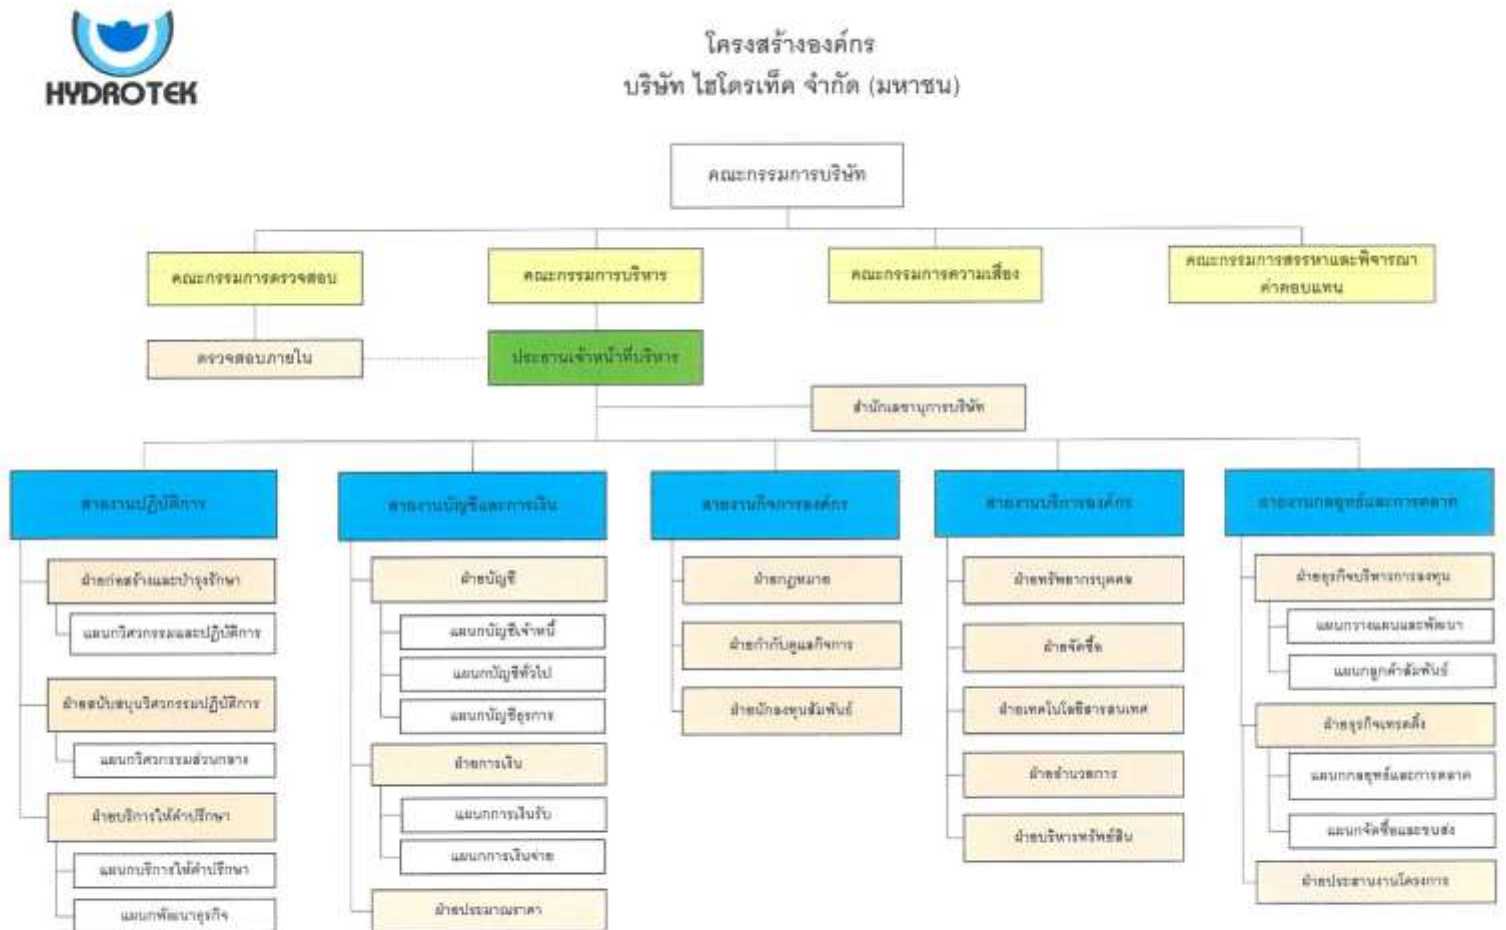 HYDROTEK
โครงสร้างองค์กร
บริษัท ไฮโดรเท็ค จำกัด (มหาชน)
คณะกรรมการบริษัท
คณะกรรมการตรวจสอบ
คณะกรรมการบริหาร
คณะกรรมการความเสี่ยง
คณะกรรมการสรรหาและพิจารณา
ค่าตอบแทน
ตรวจสอบภายใน
ประธานเจ้าหน้าที่บริหาร
สำนักเลขานุการบริษัท
สายงานปฏิบัติการ
สายงานบัญชีและการเงิน
สายงานกิจการองค์กร
สายงานบริการองค์กร
สายงานกลยุทธ์และการตลาด
ฝ่ายก่อสร้างและบำรุงรักษา
แผนกวิศวกรรมและปฏิบัติการ
ฝ่ายสนับสนุนวิศวกรรมปฏิบัติการ
แผนกวิศวกรรมส่วนกลาง
ฝ่ายบริการให้คำปรึกษา
แผนกบริการให้คำปรึกษา
แผนกพัฒนาธุรกิจ
ฝ่ายบัญชี
แผนกบัญชีเจ้าหนี้
แผนกบัญชีทั่วไป
แผนกบัญชีธุรการ
ฝ่ายการเงิน
แผนกการเงินรับ
แผนกการเงินจ่าย
ฝ่ายประมาณราคา
ฝ่ายกฎหมาย
ฝ่ายกำกับดูแลกิจการ
ฝ่ายนักลงทุนสัมพันธ์
ฝ่ายทรัพยากรบุคคล
ฝ่ายจัดซื้อ
ฝ่ายเทคโนโลยีสารสนเทศ
ฝ่ายอำนวยการ
ฝ่ายบริหารทรัพย์สิน
ฝ่ายธุรกิจบริหารการลงทุน
แผนกวางแผนและพัฒนา
แผนกลูกค้าสัมพันธ์
ฝ่ายธุรกิจเทรดดิ้ง
แผนกกลยุทธ์และการตลาด
แผนกจัดซื้อและขนส่ง
ฝ่ายประสานงานโครงการ